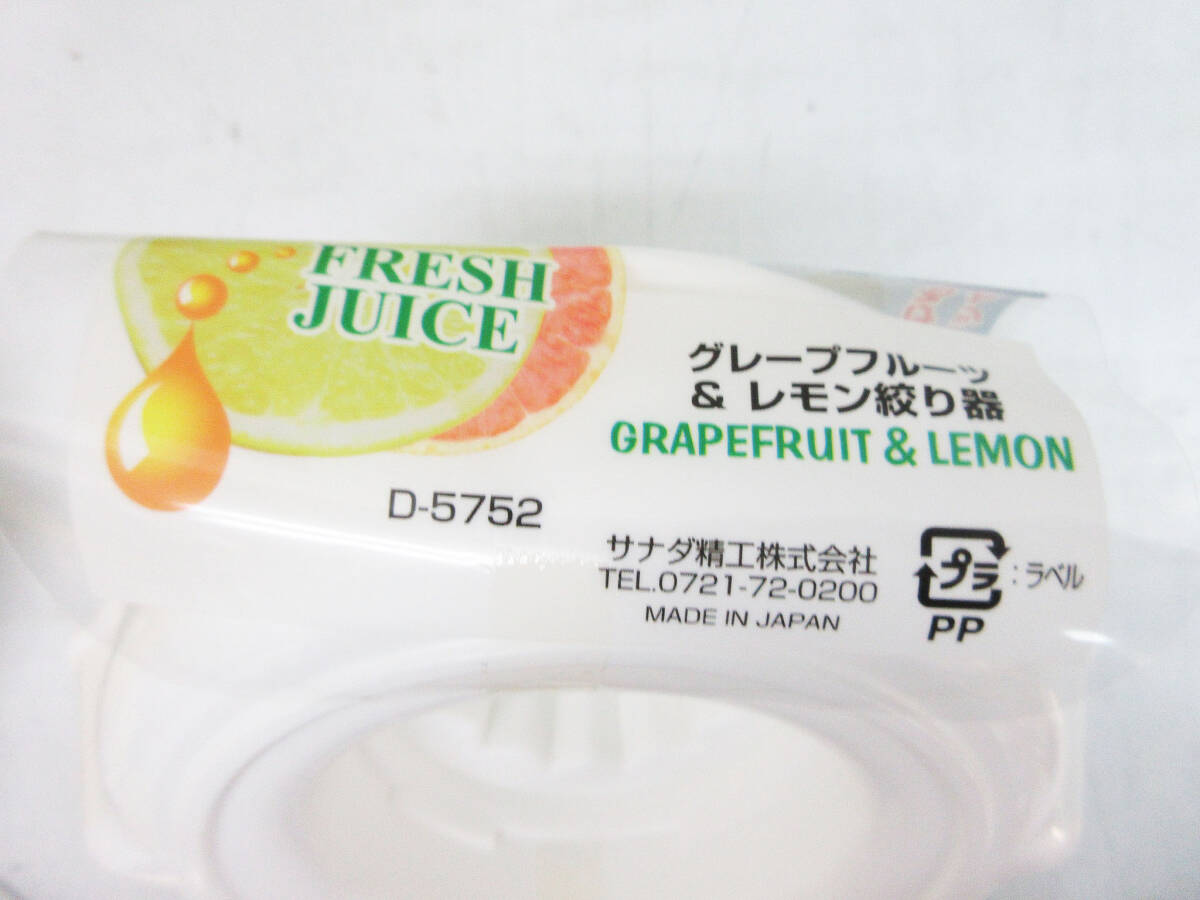 FRESH
JUICE
グレープフルーツ
& レモン絞り器
GRAPEFRUIT & LEMON
D-5752
サナダ精工株式会社
TEL.0721-72-0200
MADE IN JAPAN
プラ:ラベル
PP